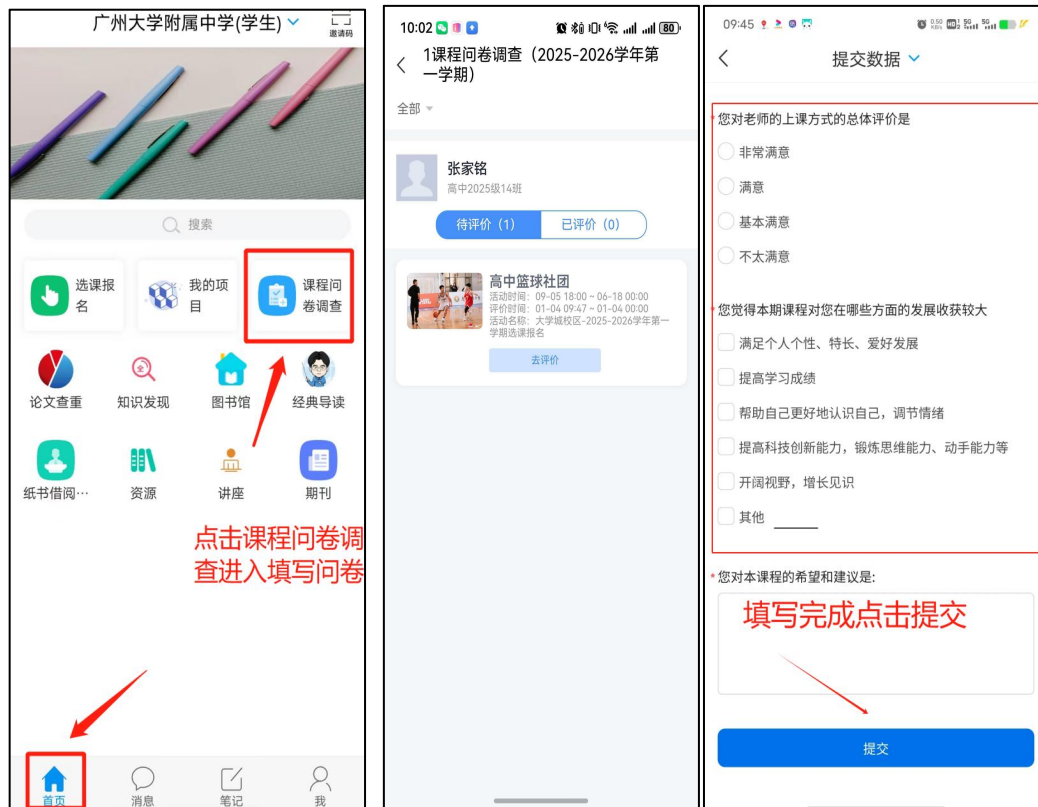 广州大学附属中学(学生)
邀请码
搜索
选课报
名
我的项
目
课程问
卷调查
论文查重
知识发现
图书馆
经典导读
纸书借阅…
资源
讲座
期刊
点击课程问卷调
查进入填写问卷
首页
消息
笔记
我
10:02
80
1课程问卷调查（2025-2026学年第
一学期）
全部
张家铭
高中2025级14班
待评价（1）
已评价（0）
高中篮球社团
活动时间：09-05 18:00 ~ 06-18 00:00
评价时间：01-04 09:47 ~ 01-04 00:00
活动名称：大学城校区-2025-2026学年第一
学期选课报名
去评价
09:45
提交数据
*您对老师的上课方式的总体评价是
非常满意
满意
基本满意
不太满意
*您觉得本期课程对您在哪些方面的发展收获较大
满足个人个性、特长、爱好发展
提高学习成绩
帮助自己更好地认识自己，调节情绪
提高科技创新能力，锻炼思维能力、动手能力等
开阔视野，增长见识
其他 ____
*您对本课程的希望和建议是:
填写完成点击提交
提交